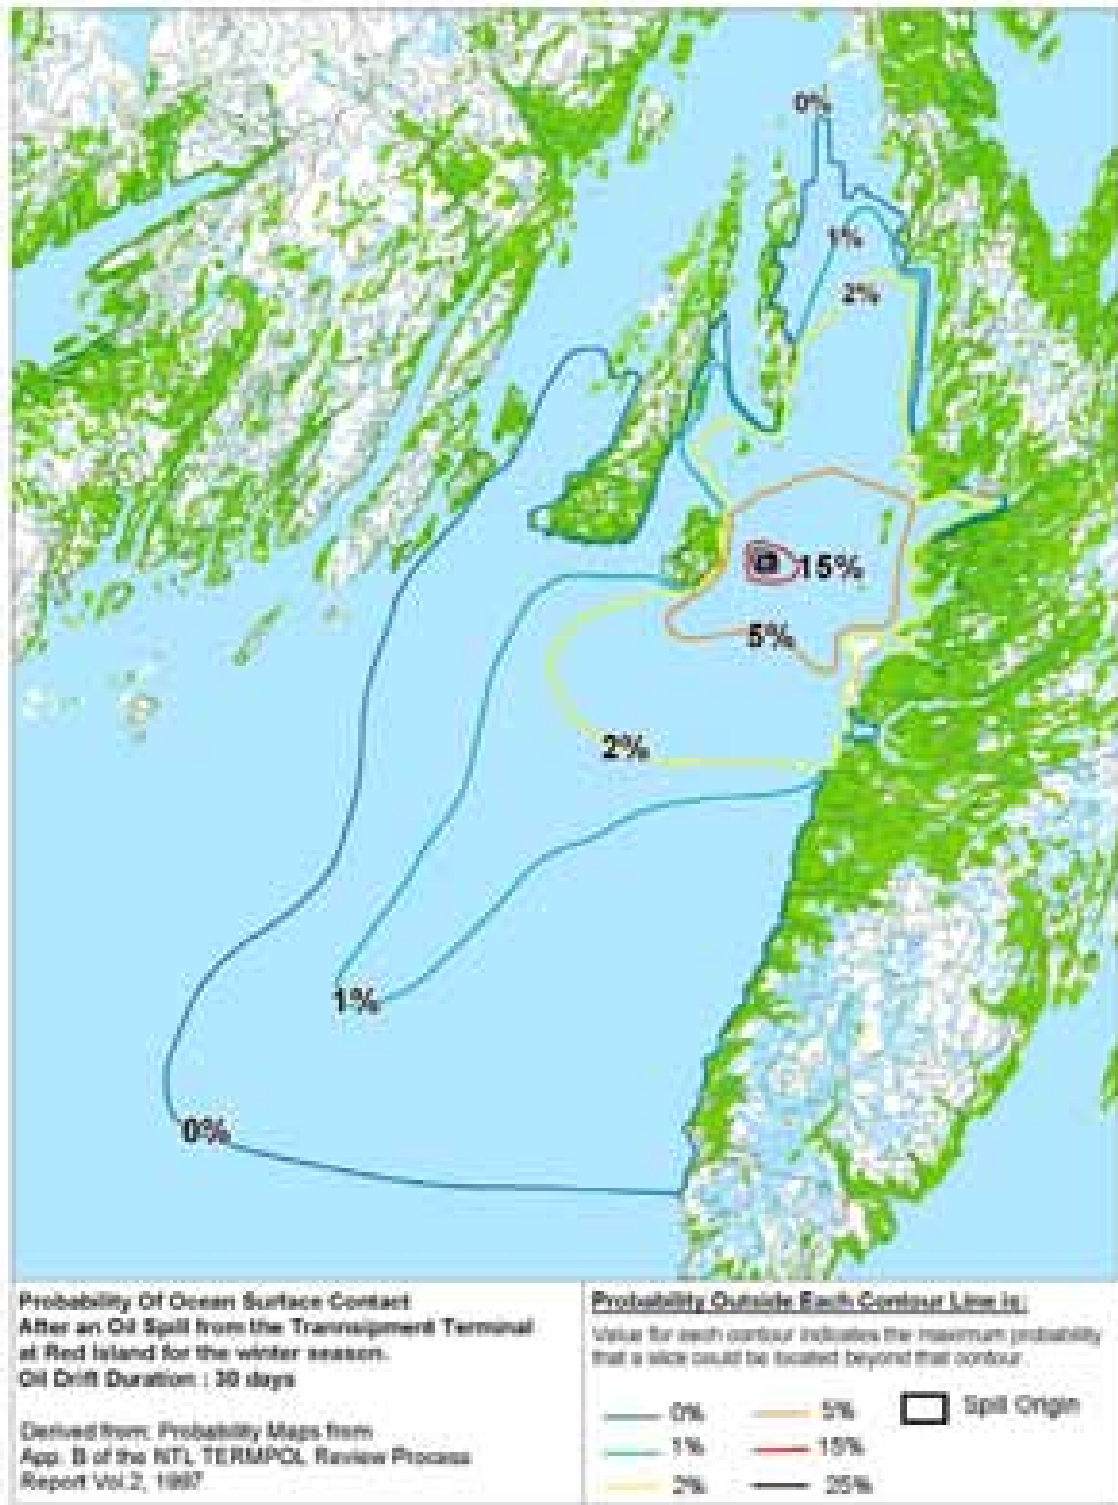 0%
1%
2%
15%
5%
2%
1%
0%
Probability Of Ocean Surface Contact
After an Oil Spill from the Trannsipment Terminal
at Red Island for the winter season.
Oil Drift Duration : 30 days
Derived from: Probability Maps from
App. B of the NTL TERMPOL Review Process
Report Vol 2, 1997
Probability Outside Each Contour Line is:
Value for each contour indicates the maximum probability
that a slick could be located beyond that contour
0% 5% Spill Origin
1% 15%
2% 25%